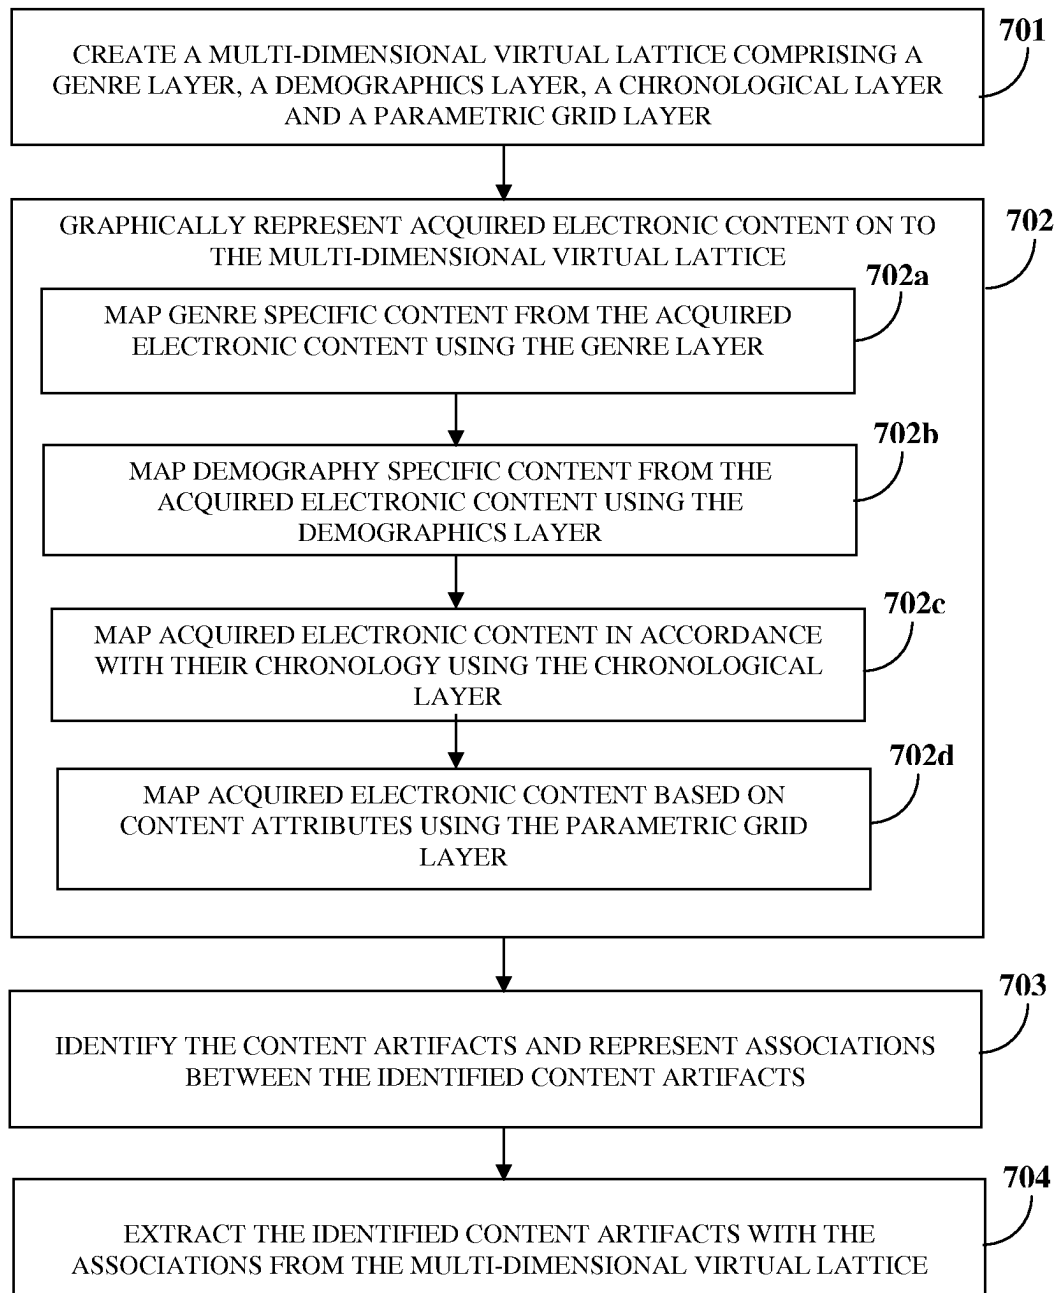 701
CREATE A MULTI-DIMENSIONAL VIRTUAL LATTICE COMPRISING A
GENRE LAYER, A DEMOGRAPHICS LAYER, A CHRONOLOGICAL LAYER
AND A PARAMETRIC GRID LAYER
702
GRAPHICALLY REPRESENT ACQUIRED ELECTRONIC CONTENT ON TO
THE MULTI-DIMENSIONAL VIRTUAL LATTICE
702a
MAP GENRE SPECIFIC CONTENT FROM THE ACQUIRED
ELECTRONIC CONTENT USING THE GENRE LAYER
702b
MAP DEMOGRAPHY SPECIFIC CONTENT FROM THE
ACQUIRED ELECTRONIC CONTENT USING THE
DEMOGRAPHICS LAYER
702c
MAP ACQUIRED ELECTRONIC CONTENT IN ACCORDANCE
WITH THEIR CHRONOLOGY USING THE CHRONOLOGICAL
LAYER
702d
MAP ACQUIRED ELECTRONIC CONTENT BASED ON
CONTENT ATTRIBUTES USING THE PARAMETRIC GRID
LAYER
703
IDENTIFY THE CONTENT ARTIFACTS AND REPRESENT ASSOCIATIONS
BETWEEN THE IDENTIFIED CONTENT ARTIFACTS
704
EXTRACT THE IDENTIFIED CONTENT ARTIFACTS WITH THE
ASSOCIATIONS FROM THE MULTI-DIMENSIONAL VIRTUAL LATTICE